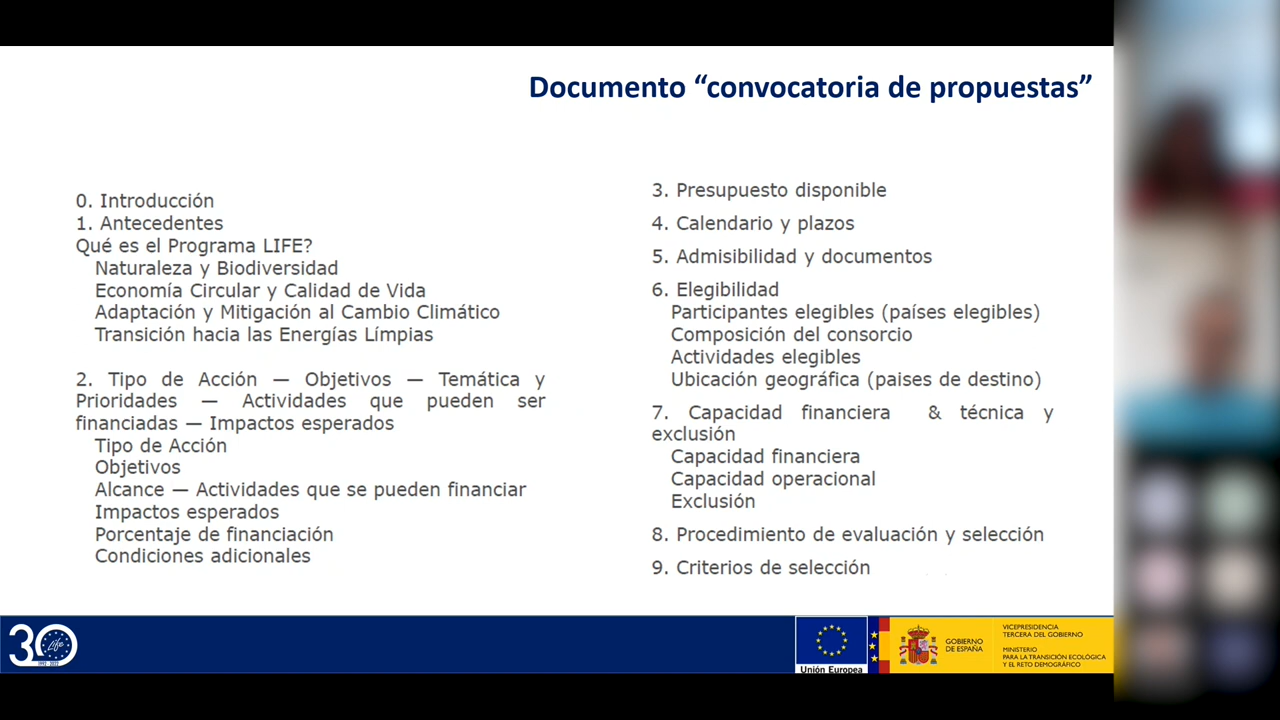 Documento “convocatoria de propuestas”
0. Introducción
1. Antecedentes
Qué es el Programa LIFE?
Naturaleza y Biodiversidad
Economía Circular y Calidad de Vida
Adaptación y Mitigación al Cambio Climático
Transición hacia las Energías Límpias
2. Tipo de Acción — Objetivos — Temática y
Prioridades — Actividades que pueden ser
financiadas — Impactos esperados
Tipo de Acción
Objetivos
Alcance — Actividades que se pueden financiar
Impactos esperados
Porcentaje de financiación
Condiciones adicionales
3. Presupuesto disponible
4. Calendario y plazos
5. Admisibilidad y documentos
6. Elegibilidad
Participantes elegibles (países elegibles)
Composición del consorcio
Actividades elegibles
Ubicación geográfica (paises de destino)
7. Capacidad financiera & técnica y
exclusión
Capacidad financiera
Capacidad operacional
Exclusión
8. Procedimiento de evaluación y selección
9. Criterios de selección
30
Life
Unión Europea
GOBIERNO
DE ESPAÑA
VICEPRESIDENCIA
TERCERA DEL GOBIERNO
MINISTERIO
PARA LA TRANSICIÓN ECOLÓGICA
Y EL RETO DEMOGRÁFICO